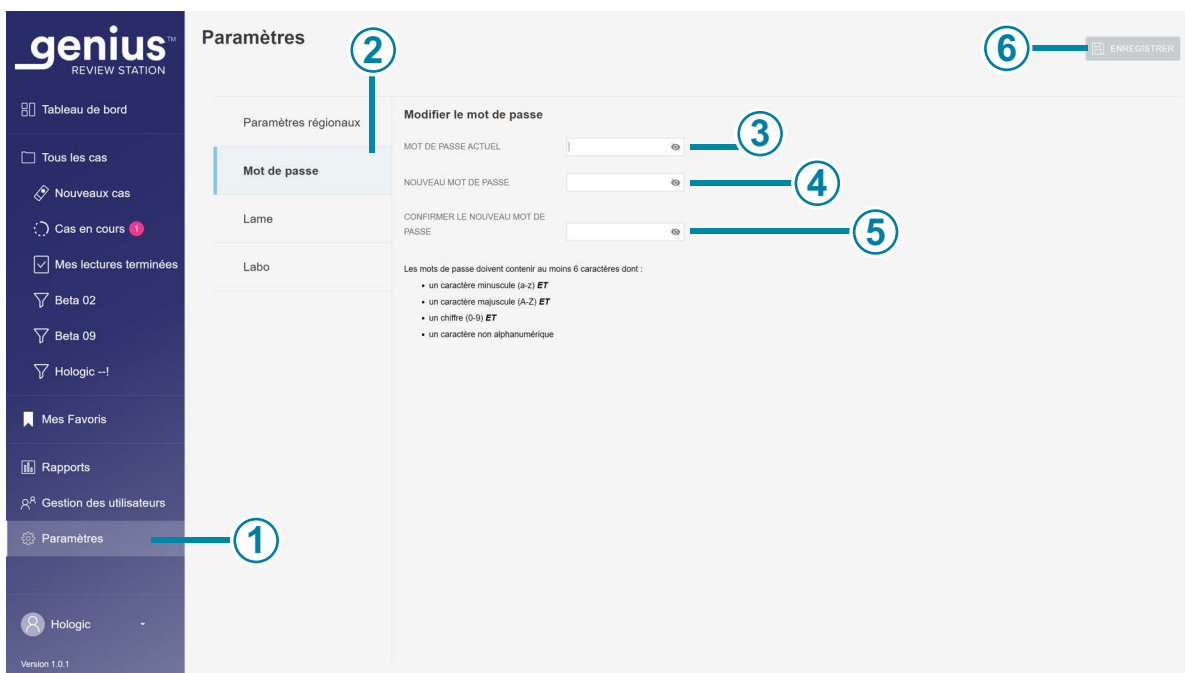 genius™
REVIEW STATION
Tableau de bord
Tous les cas
Nouveaux cas
Cas en cours 1
Mes lectures terminées
Beta 02
Beta 09
Hologic --!
Mes Favoris
Rapports
Gestion des utilisateurs
Paramètres
1
Hologic
Version 1.0.1
Paramètres
2
6
ENREGISTRER
Paramètres régionaux
Mot de passe
Lame
Labo
Modifier le mot de passe
MOT DE PASSE ACTUEL
3
NOUVEAU MOT DE PASSE
4
CONFIRMER LE NOUVEAU MOT DE
PASSE
5
Les mots de passe doivent contenir au moins 6 caractères dont :
• un caractère minuscule (a-z) ET
• un caractère majuscule (A-Z) ET
• un chiffre (0-9) ET
• un caractère non alphanumérique